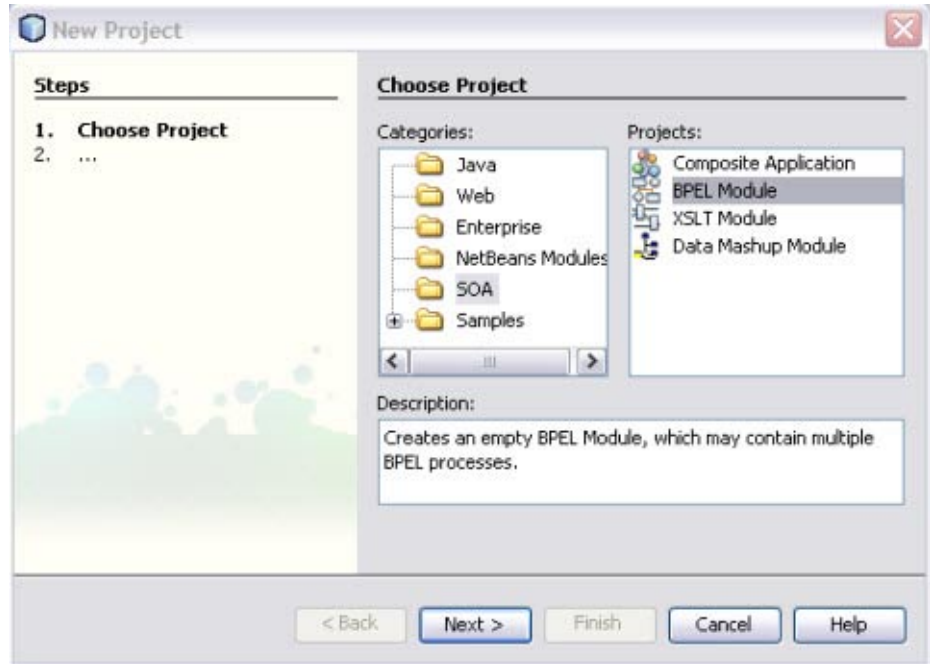 New Project
Steps
1. Choose Project
2. ...
Choose Project
Categories:
Java
Web
Enterprise
NetBeans Modules
SOA
Samples
Projects:
Composite Application
BPEL Module
XSLT Module
Data Mashup Module
Description:
Creates an empty BPEL Module, which may contain multiple
BPEL processes.
< Back
Next >
Finish
Cancel
Help